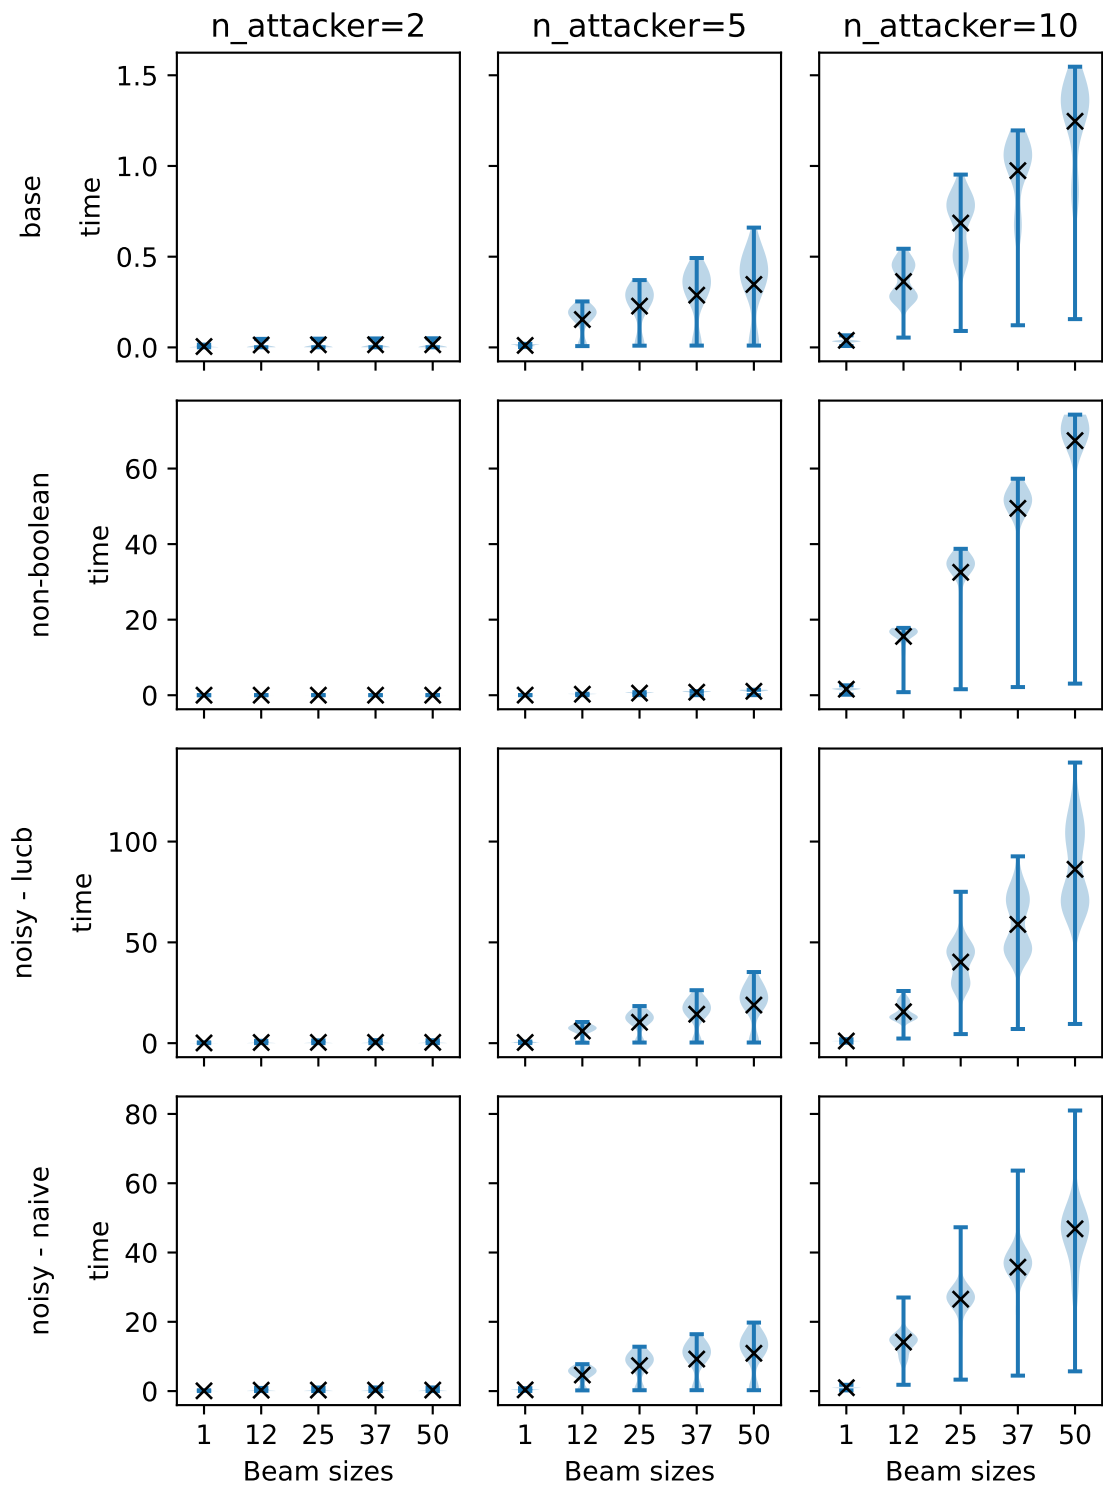 n_attacker=2 n_attacker=5 n_attacker=10
base
time
1.5
1.0
0.5
0.0
non-boolean
time
60
40
20
0
noisy - lucb
time
100
50
0
noisy - naive
time
80
60
40
20
0
1 12 25 37 50 1 12 25 37 50 1 12 25 37 50
Beam sizes Beam sizes Beam sizes